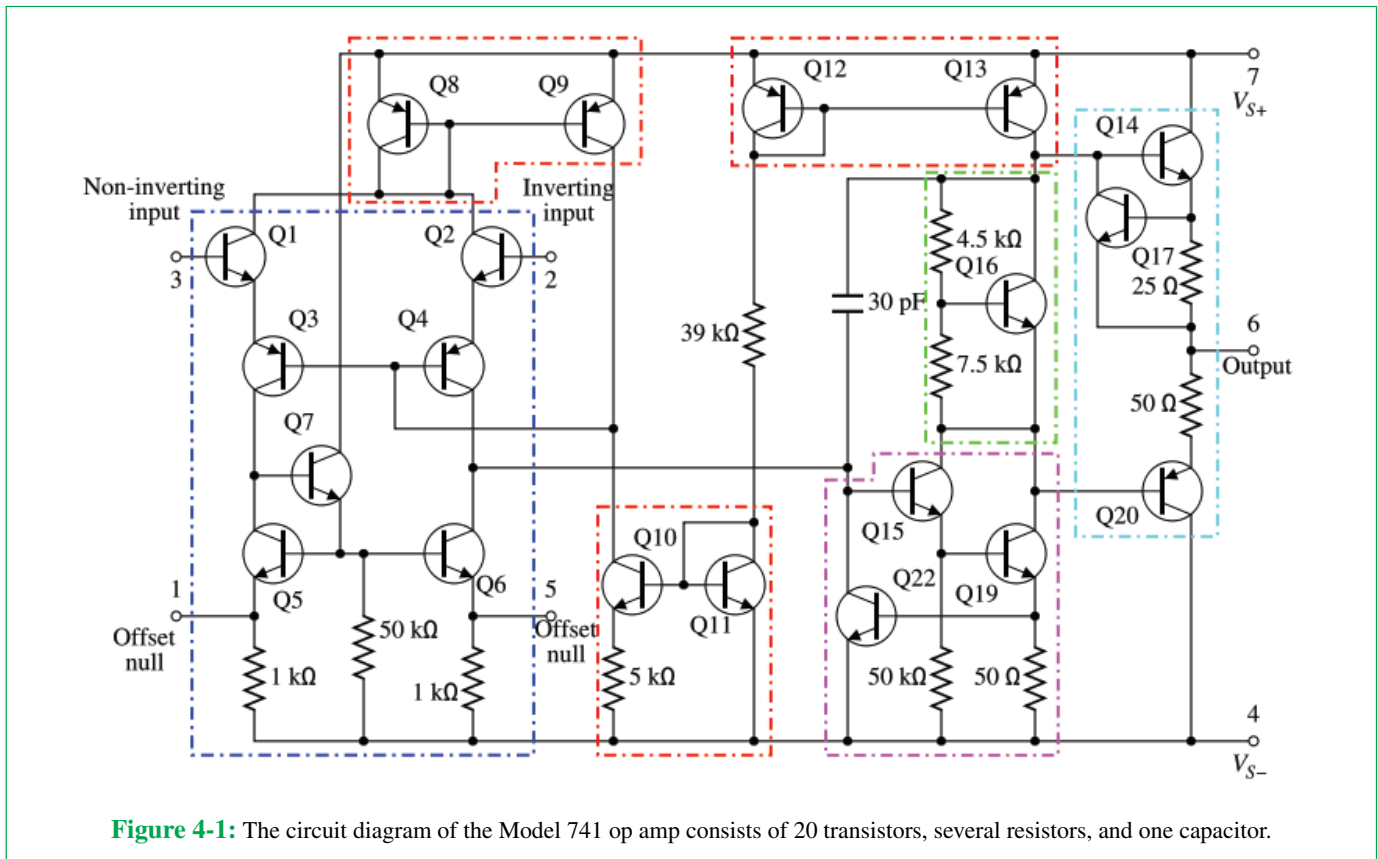 Q8
Q9
Q12
Q13
7
V_S+
Q14
Non-inverting
input
Inverting
input
Q1
Q2
3
2
4.5 kΩ
Q16
Q17
25 Ω
30 pF
6
Output
Q3
Q4
39 kΩ
7.5 kΩ
50 Ω
Q7
Q15
Q20
Q10
Q22
Q19
1
Q5
Q6
5
Q11
Offset
null
50 kΩ
Offset
null
1 kΩ
1 kΩ
5 kΩ
50 kΩ
50 Ω
4
V_S−
Figure 4-1: The circuit diagram of the Model 741 op amp consists of 20 transistors, several resistors, and one capacitor.